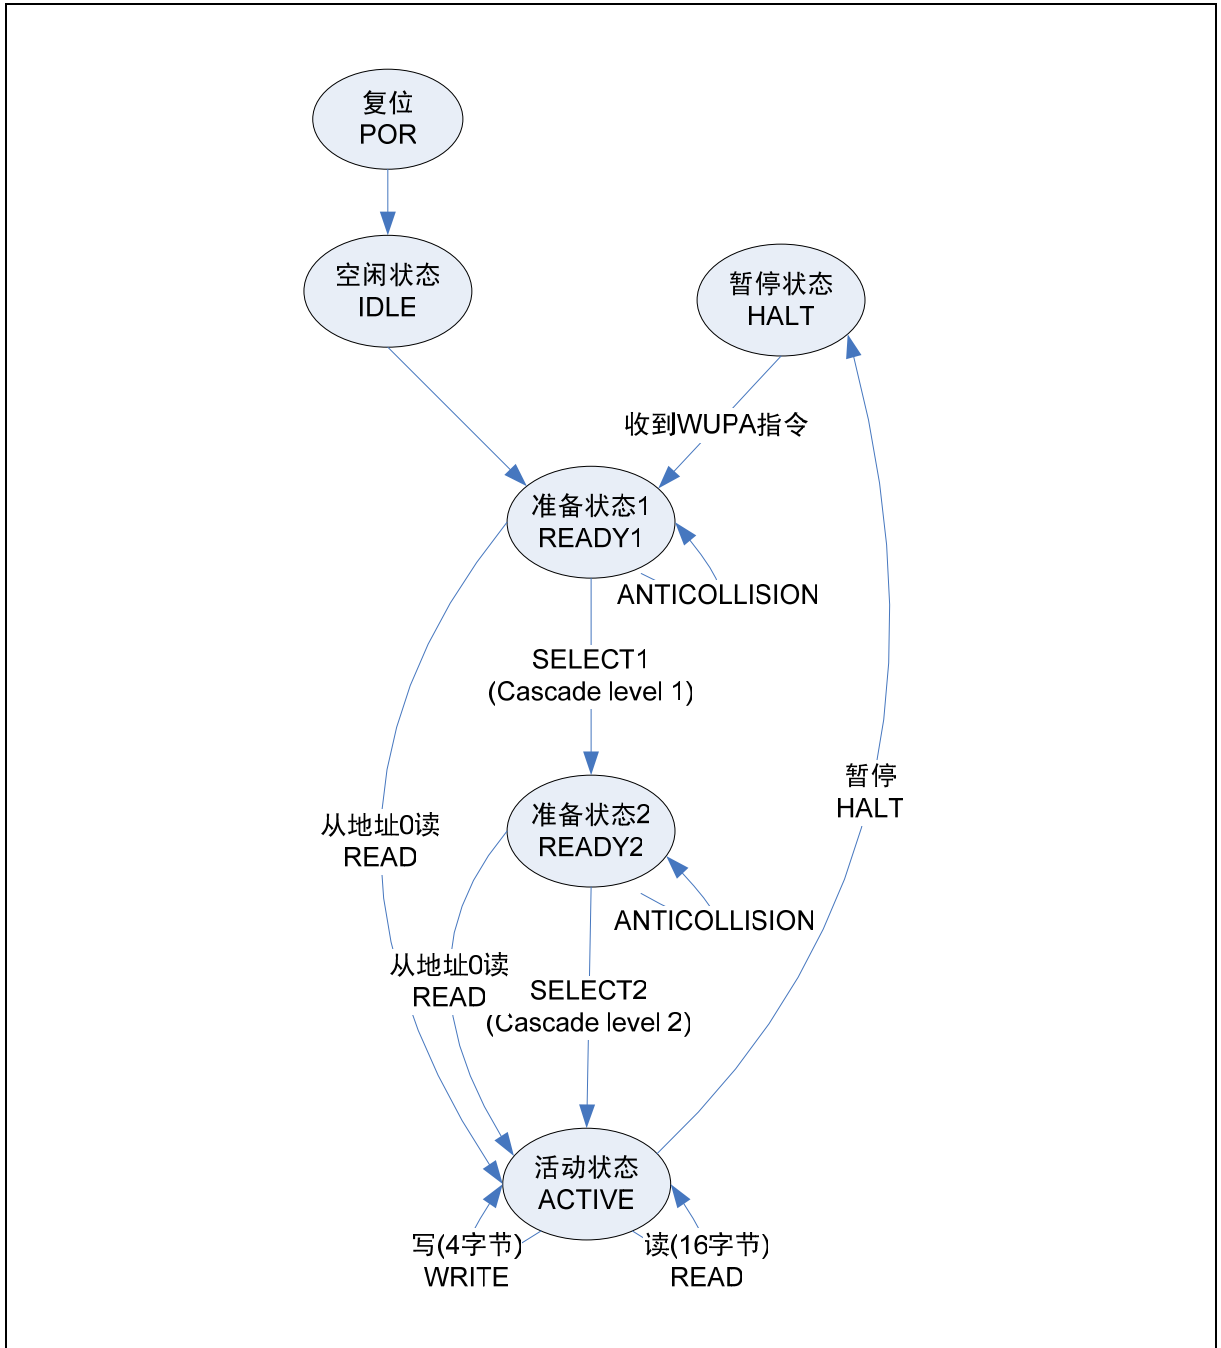 复位
POR
空闲状态
IDLE
暂停状态
HALT
收到WUPA指令
准备状态1
READY1
ANTICOLLISION
SELECT1
(Cascade level 1)
暂停
HALT
准备状态2
READY2
从地址0读
READ
ANTICOLLISION
从地址0读
READ
SELECT2
(Cascade level 2)
活动状态
ACTIVE
写(4字节)
WRITE
读(16字节)
READ